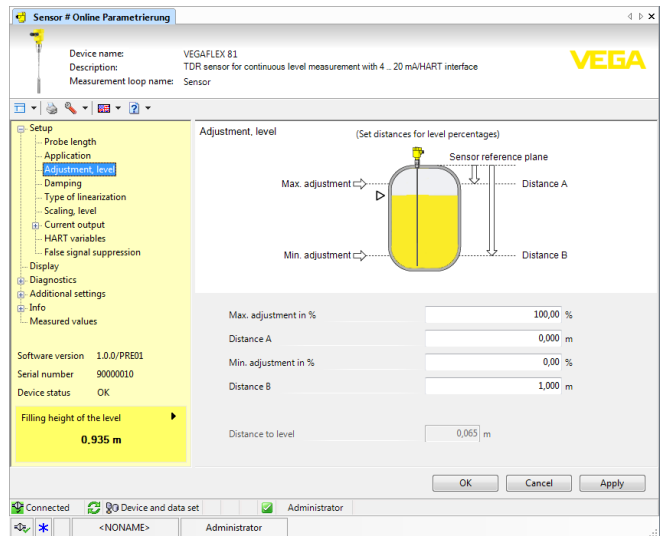 Sensor # Online Parametrierung
Device name: VEGAFLEX 81
Description: TDR sensor for continuous level measurement with 4 .. 20 mA/HART interface
Measurement loop name: Sensor
VEGA
Setup
Probe length
Application
Adjustment, level
Damping
Type of linearization
Scaling, level
Current output
HART variables
False signal suppression
Display
Diagnostics
Additional settings
Info
Measured values
Software version 1.0.0/PRE01
Serial number 90000010
Device status OK
Filling height of the level
0,935 m
Adjustment, level
(Set distances for level percentages)
Sensor reference plane
Max. adjustment
Distance A
Min. adjustment
Distance B
Max. adjustment in % 100,00 %
Distance A 0,000 m
Min. adjustment in % 0,00 %
Distance B 1,000 m
Distance to level 0,065 m
OK Cancel Apply
Connected Device and data set Administrator
<NONAME> Administrator